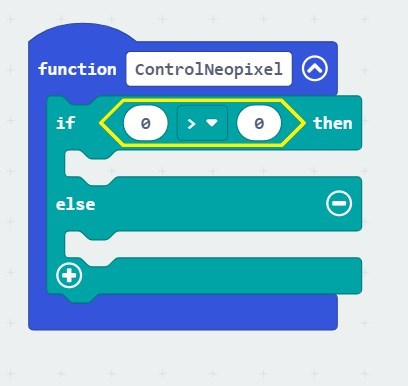 function ControlNeopixel
if 0 > 0 then
else